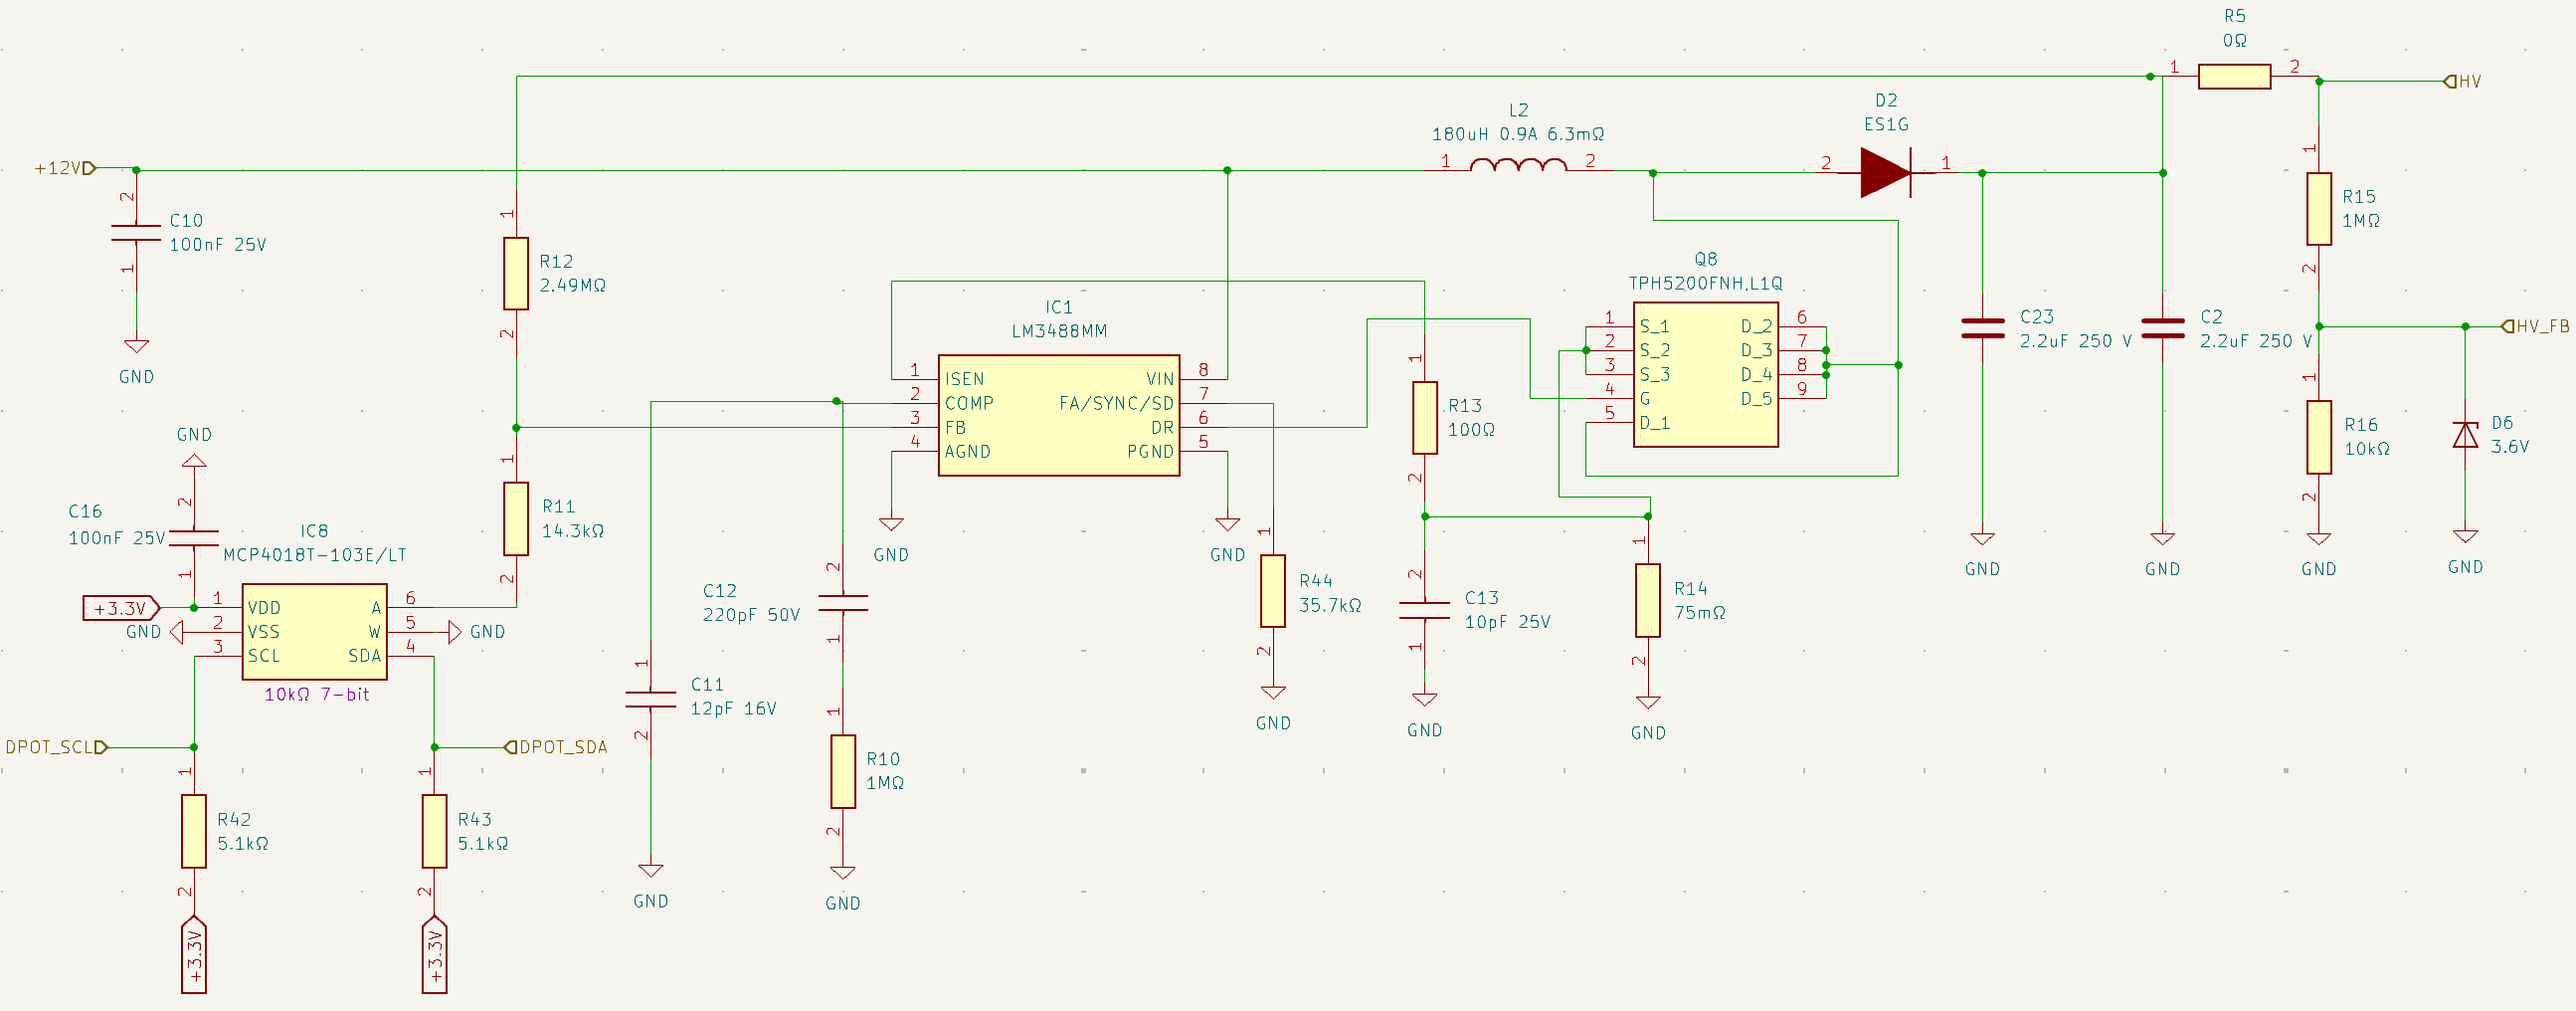 R5
0Ω
1
2
HV
+12V
2
C10
100nF 25V
1
GND
1
R12
2.49MΩ
2
L2
180uH 0.9A 6.3mΩ
1
2
D2
ES1G
2
1
1
R15
1MΩ
2
HV_FB
IC1
LM3488MM
1
ISEN
VIN
8
2
COMP
FA/SYNC/SD
7
3
FB
DR
6
4
AGND
PGND
5
GND
GND
Q8
TPH5200FNH,L1Q
1
S_1
D_2
6
2
S_2
D_3
7
3
S_3
D_4
8
4
G
D_5
9
5
D_1
C23
2.2uF 250 V
GND
C2
2.2uF 250 V
GND
1
R13
100Ω
2
1
R16
10kΩ
2
GND
D6
3.6V
GND
GND
2
C16
100nF 25V
1
IC8
MCP4018T-103E/LT
+3.3V
1
VDD
A
6
GND
2
VSS
W
5
GND
3
SCL
SDA
4
10kΩ 7-bit
1
R11
14.3kΩ
2
2
C12
220pF 50V
1
1
C11
12pF 16V
2
GND
1
R10
1MΩ
2
GND
1
R44
35.7kΩ
2
GND
2
C13
10pF 25V
1
GND
1
R14
75mΩ
2
GND
DPOT_SCL
DPOT_SDA
1
R42
5.1kΩ
2
+3.3V
1
R43
5.1kΩ
2
+3.3V